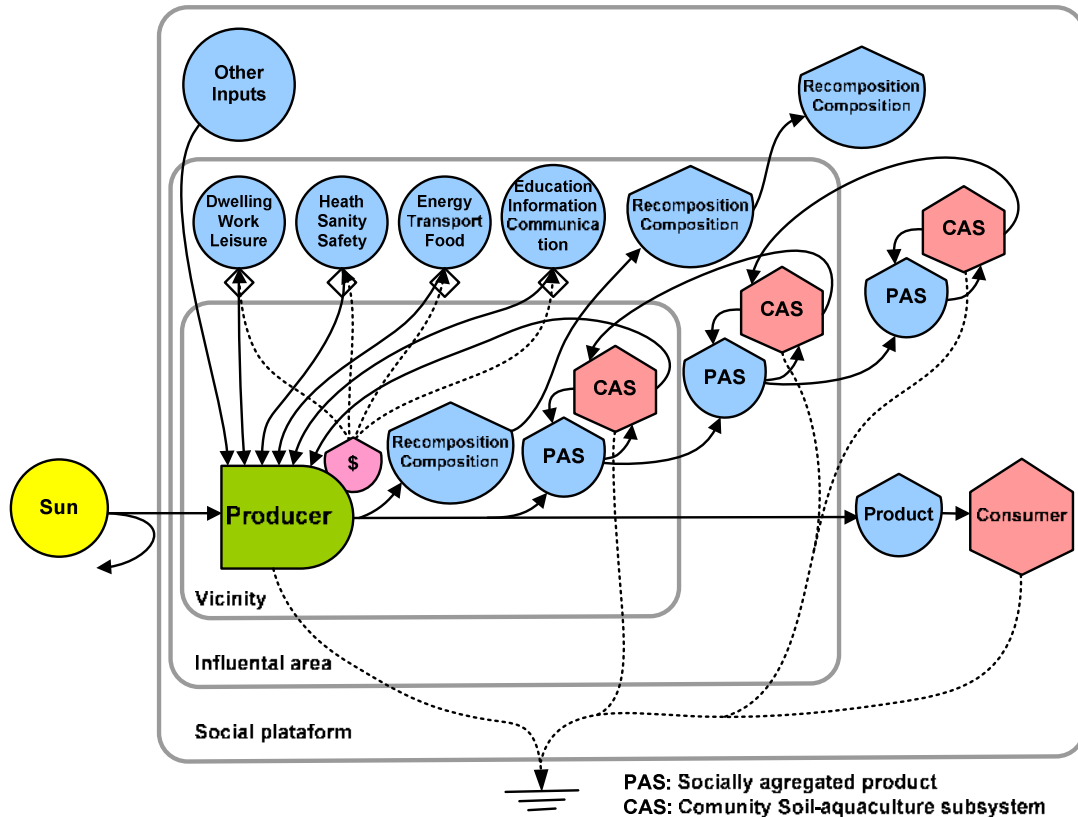 Other
Inputs
Recomposition
Composition
Dwelling
Work
Leisure
Heath
Sanity
Safety
Energy
Transport
Food
Education
Information
Communica
tion
Recomposition
Composition
CAS
PAS
CAS
PAS
CAS
PAS
Recomposition
Composition
$
Sun
Producer
Product
Consumer
Vicinity
Influental area
Social plataform
PAS: Socially agregated product
CAS: Comunity Soil-aquaculture subsystem